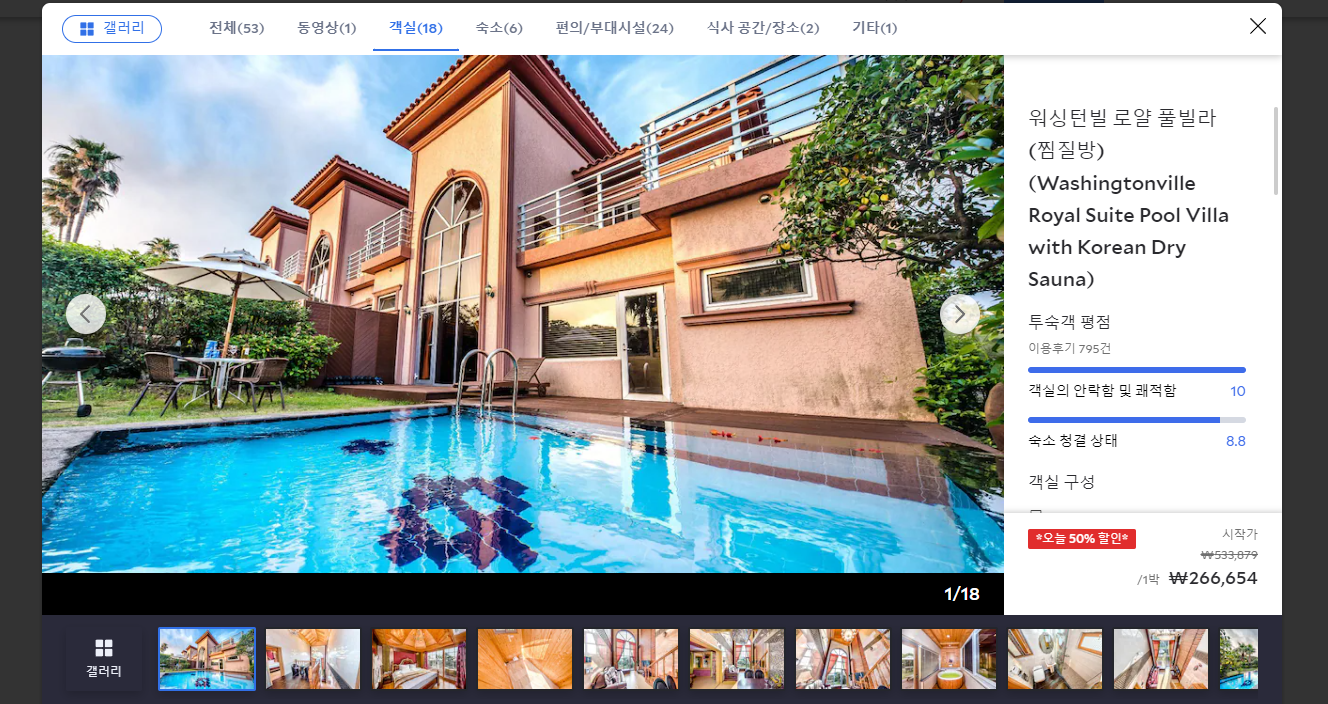 갤러리
전체(53)
동영상(1)
객실(18)
숙소(6)
편의/부대시설(24)
식사 공간/장소(2)
기타(1)
워싱턴빌 로얄 풀빌라
(찜질방)
(Washingtonville
Royal Suite Pool Villa
with Korean Dry
Sauna)
투숙객 평점
이용후기 795건
객실의 안락함 및 쾌적함 10
숙소 청결 상태 8.8
객실 구성
*오늘 50% 할인*
시작가
₩533,879
/1박 ₩266,654
1/18
갤러리